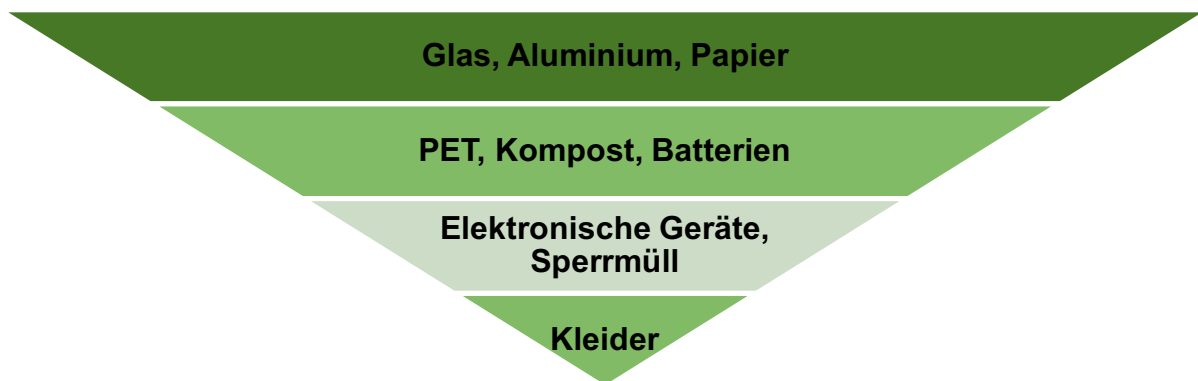 Glas, Aluminium, Papier
PET, Kompost, Batterien
Elektronische Geräte,
Sperrmüll
Kleider